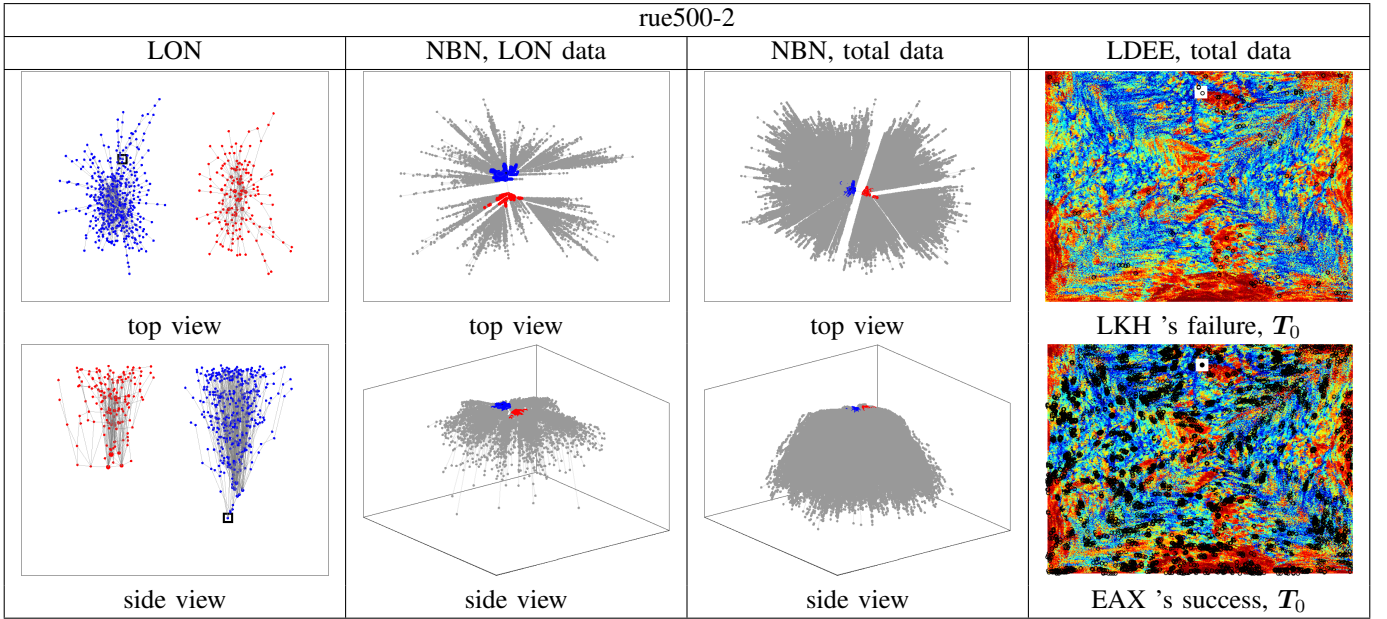 rue500-2
LON NBN, LON data NBN, total data LDEE, total data
top view top view top view LKH 's failure, T₀
side view side view side view EAX 's success, T₀